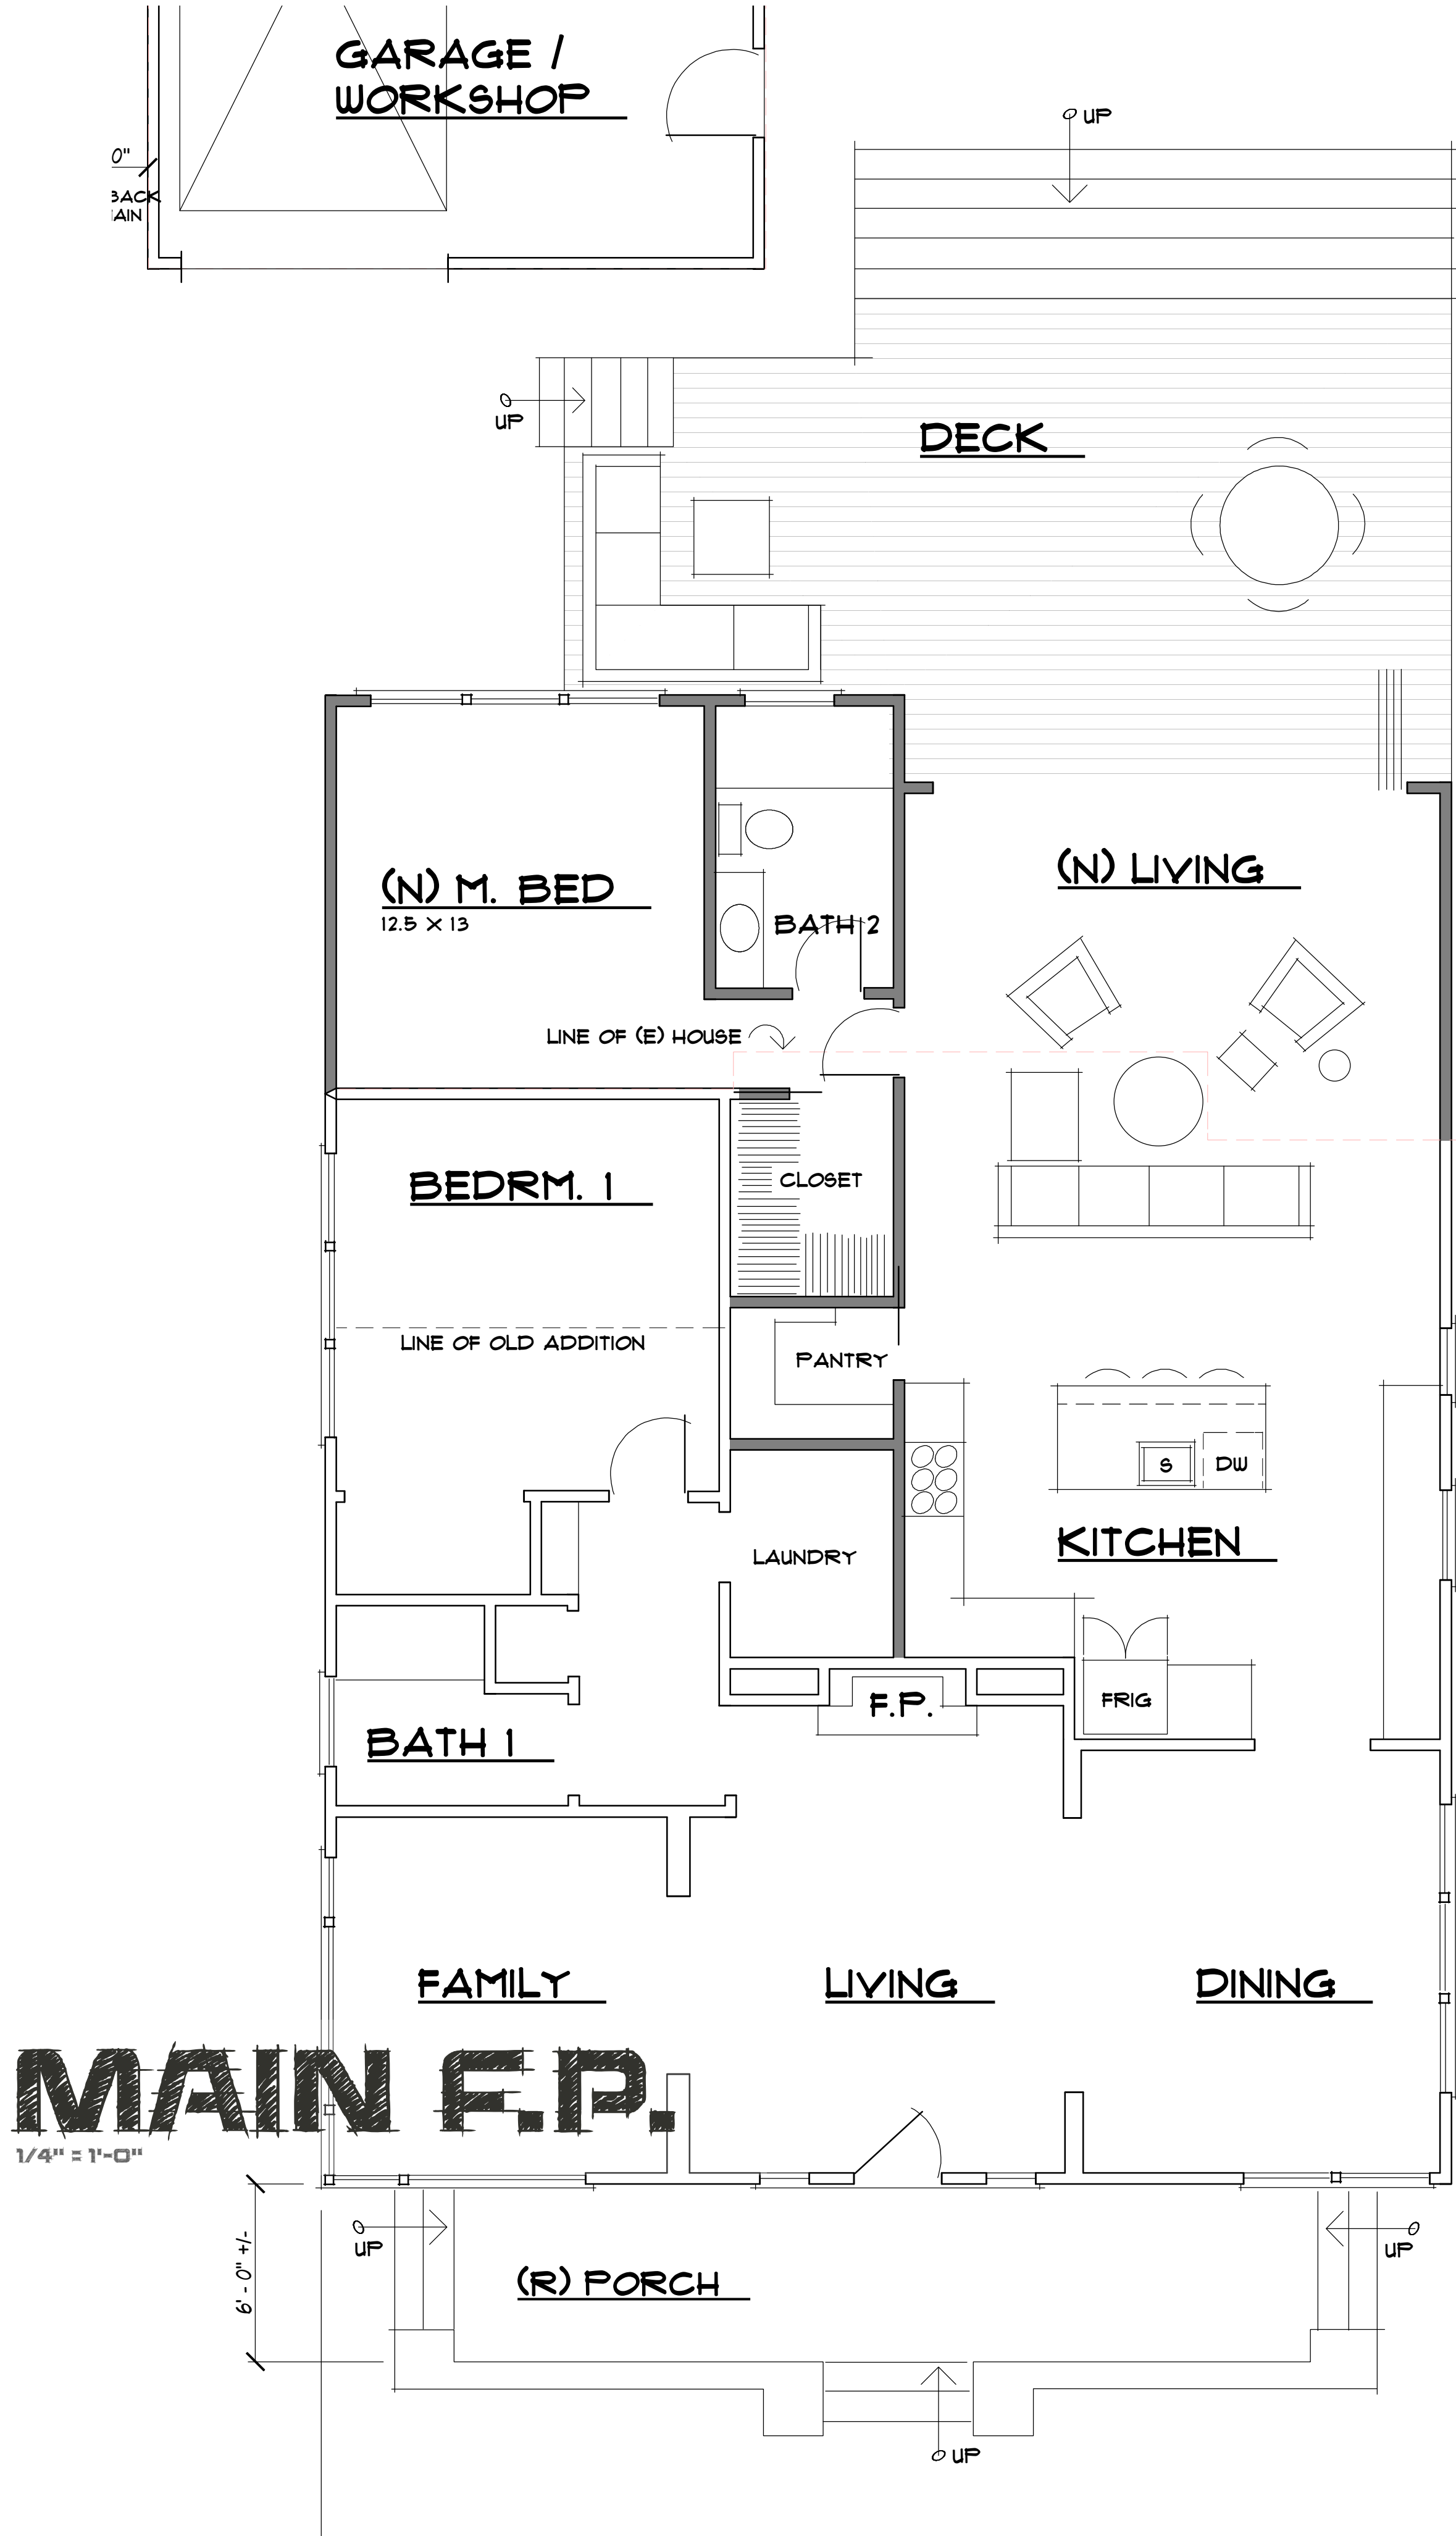 GARAGE /
WORKSHOP
0"
BACK
AIN
UP
UP
DECK
(N) M. BED
12.5 X 13
BATH 2
(N) LIVING
LINE OF (E) HOUSE
BEDRM. 1
CLOSET
LINE OF OLD ADDITION
PANTRY
S
DW
LAUNDRY
KITCHEN
F.P.
FRIG
BATH 1
FAMILY
LIVING
DINING
MAIN F.P.
1/4" = 1'-0"
6' - 0" +/-
UP
UP
(R) PORCH
UP